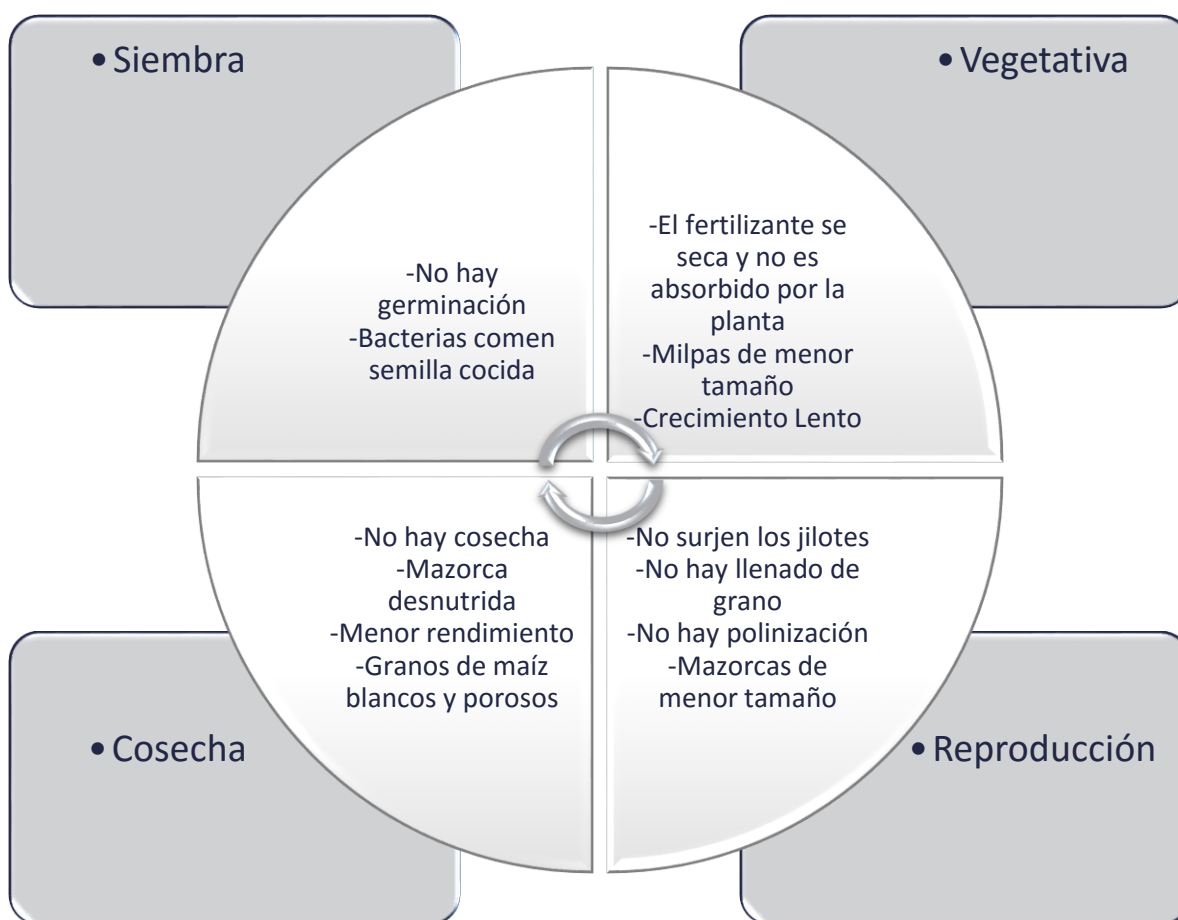 • Siembra
-No hay
germinación
-Bacterias comen
semilla cocida
• Vegetativa
-El fertilizante se
seca y no es
absorbido por la
planta
-Milpas de menor
tamaño
-Crecimiento Lento
-No hay cosecha
-Mazorca
desnutrida
-Menor rendimiento
-Granos de maíz
blancos y porosos
• Cosecha
-No surjen los jilotes
-No hay llenado de
grano
-No hay polinización
-Mazorcas de
menor tamaño
• Reproducción